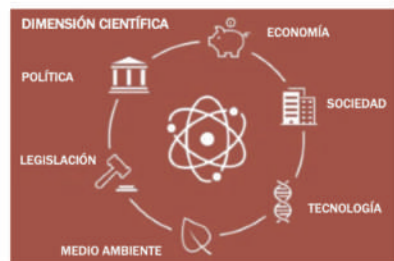 DIMENSIÓN CIENTÍFICA
ECONOMÍA
POLÍTICA
SOCIEDAD
LEGISLACIÓN
TECNOLOGÍA
MEDIO AMBIENTE